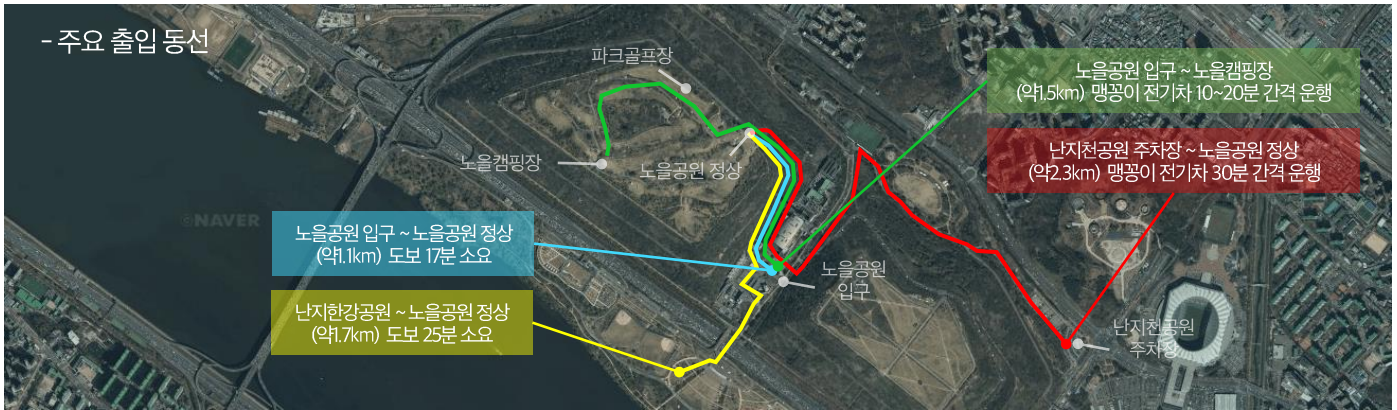 - 주요 출입 동선
파크골프장
노을공원 입구 ~ 노을캠핑장
(약1.5km) 맹꽁이 전기차 10~20분 간격 운행
난지천공원 주차장 ~ 노을공원 정상
(약2.3km) 맹꽁이 전기차 30분 간격 운행
노을캠핑장
노을공원 정상
©NAVER
노을공원 입구 ~ 노을공원 정상
(약1.1km) 도보 17분 소요
노을공원
입구
난지한강공원 ~ 노을공원 정상
(약1.7km) 도보 25분 소요
난지천공원
주차장